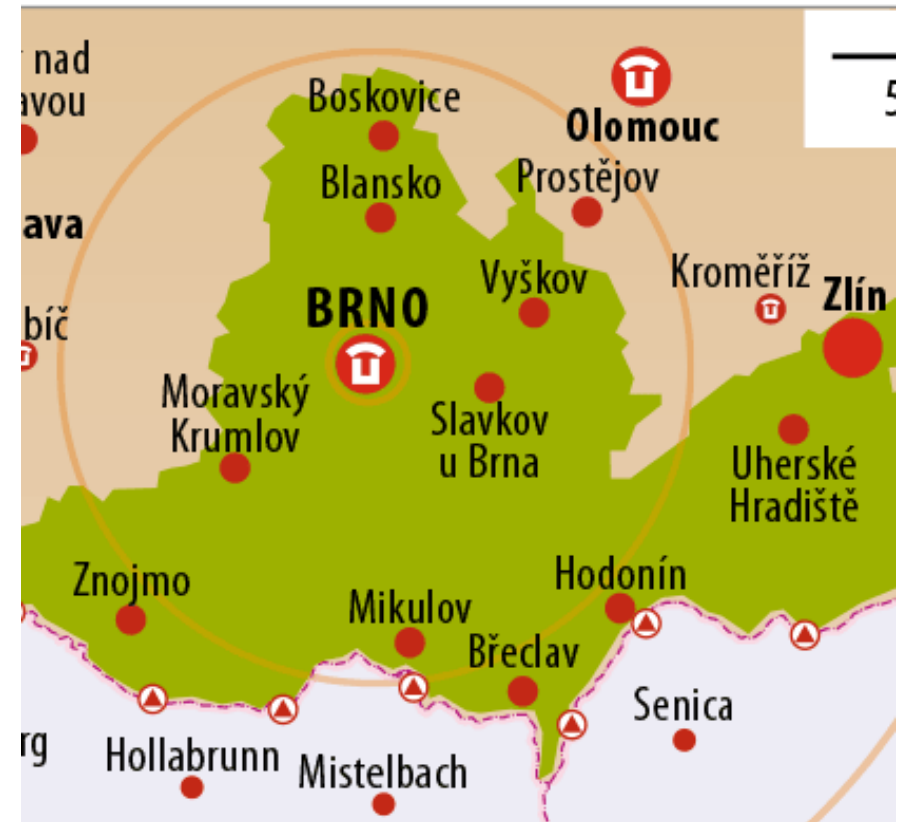 nad
avou
Boskovice
Olomouc
5
Blansko
Prostějov
ava
Vyškov
Kroměříž
Zlín
BRNO
bíč
Moravský
Krumlov
Slavkov
u Brna
Uherské
Hradiště
Znojmo
Mikulov
Hodonín
Břeclav
Senica
rg
Hollabrunn
Mistelbach